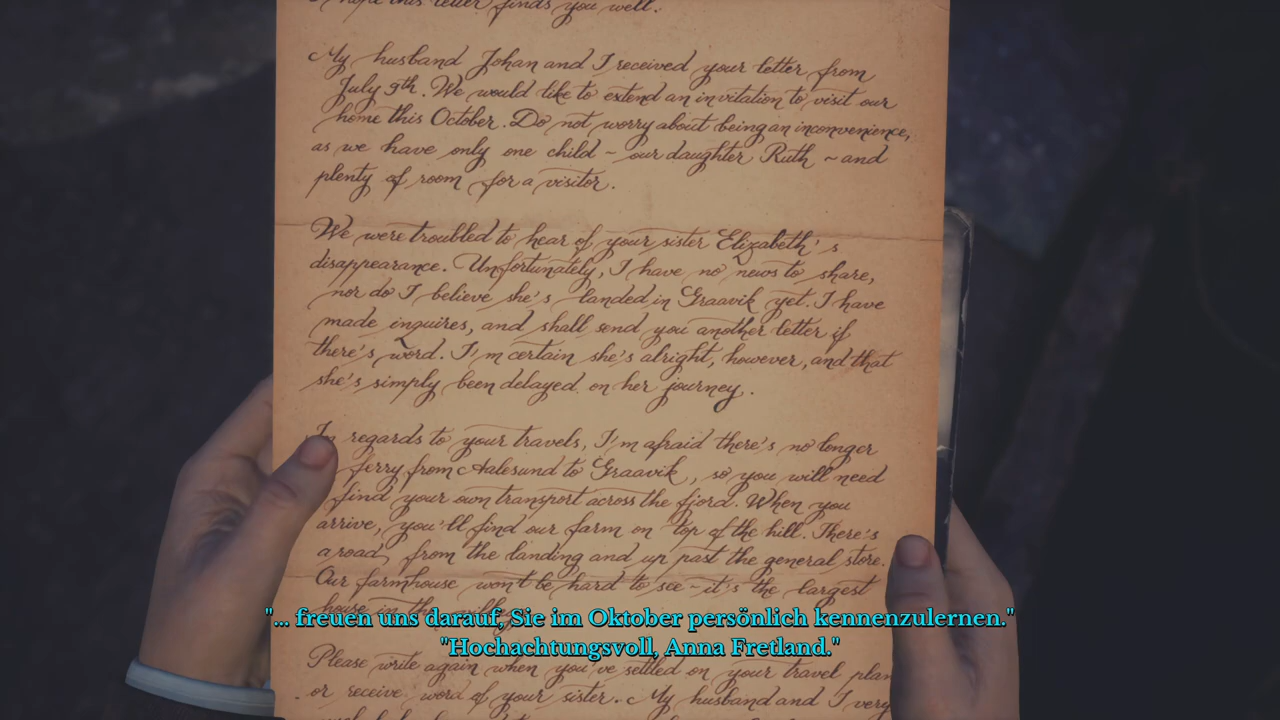 I hope this letter finds you well.
My husband Johan and I received your letter from
July 9th. We would like to extend an invitation to visit our
home this October. Do not worry about being an inconvenience,
as we have only one child ~ our daughter Ruth ~ and
plenty of room for a visitor.
We were troubled to hear of your sister Elizabeth's
disappearance. Unfortunately, I have no news to share,
nor do I believe she's landed in Graavik yet. I have
made inquires, and shall send you another letter if
there's word. I'm certain she's alright, however, and that
she's simply been delayed on her journey.
In regards to your travels, I'm afraid there's no longer
ferry from Aalesund to Graavik, so you will need
find your own transport across the fjord. When you
arrive, you'll find our farm on top of the hill. There's
a road from the landing and up past the general store.
Our farmhouse won't be hard to see ~ it's the largest
house in the
"... freuen uns darauf, Sie im Oktober persönlich kennenzulernen."
"Hochachtungsvoll, Anna Fretland."
Please write again when you've settled on your travel plan
or receive word of your sister. My husband and I very